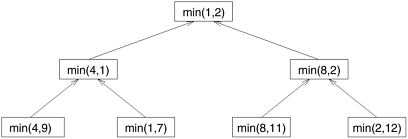 min(1,2)
min(4,1)
min(8,2)
min(4,9)
min(1,7)
min(8,11)
min(2,12)